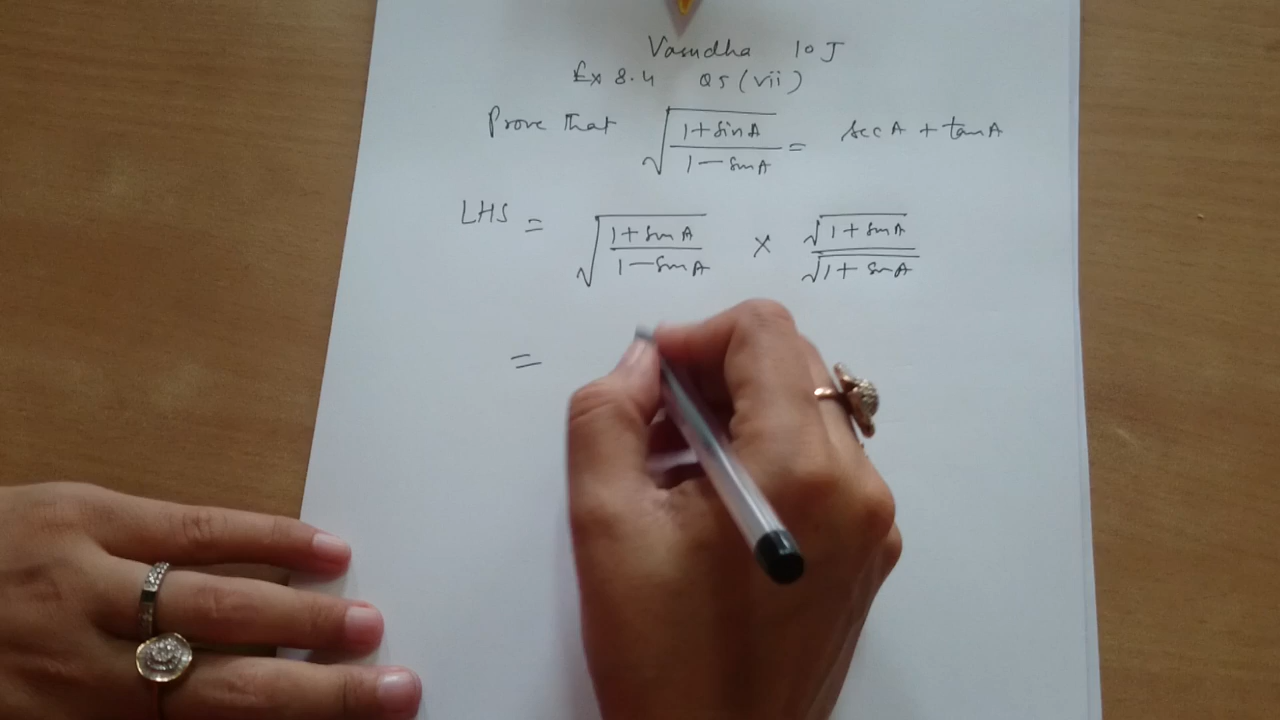 Vasudha 10 J
Ex 8.4 Q5 (vii)
Prove that √(1+sinA / 1-sinA) = secA + tanA
LHS = √(1+sinA / 1-sinA) × √1+sinA / √1+sinA
=